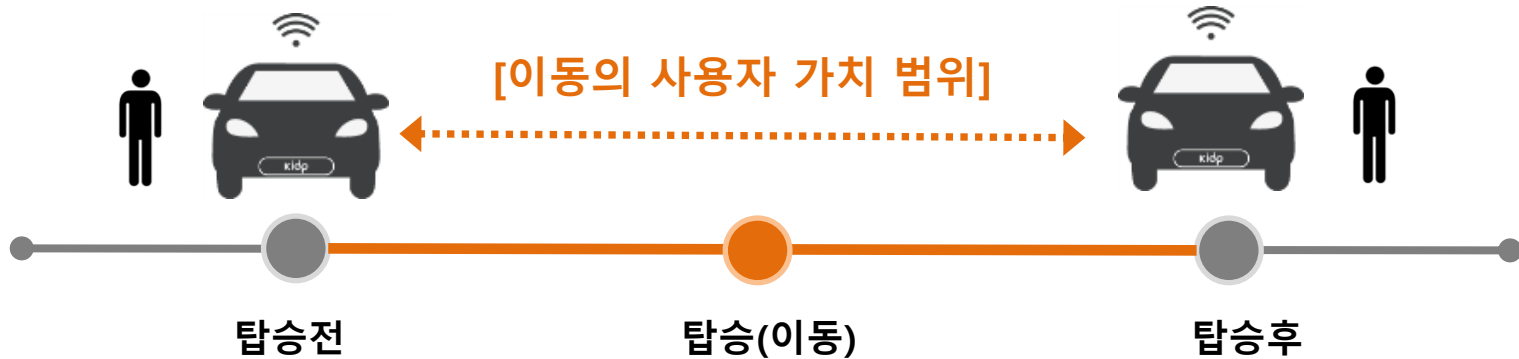 [이동의 사용자 가치 범위]
kidp
kidp
탑승전
탑승(이동)
탑승후